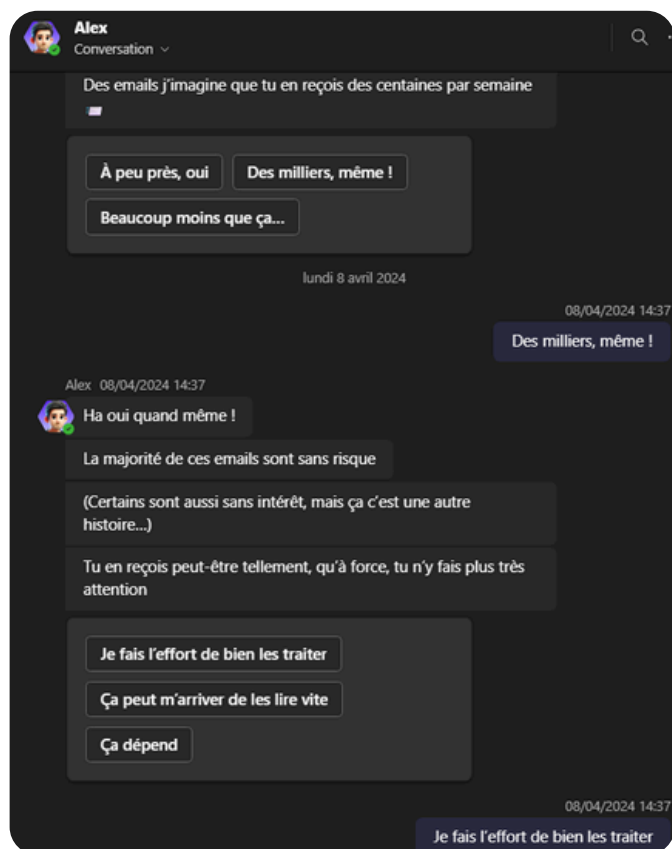 Alex
Conversation
Des emails j'imagine que tu en reçois des centaines par semaine
À peu près, oui
Des milliers, même !
Beaucoup moins que ça...
lundi 8 avril 2024
08/04/2024 14:37
Des milliers, même !
Alex 08/04/2024 14:37
Ha oui quand même !
La majorité de ces emails sont sans risque
(Certains sont aussi sans intérêt, mais ça c'est une autre
histoire...)
Tu en reçois peut-être tellement, qu'à force, tu n'y fais plus très
attention
Je fais l'effort de bien les traiter
Ça peut m'arriver de les lire vite
Ça dépend
08/04/2024 14:37
Je fais l'effort de bien les traiter